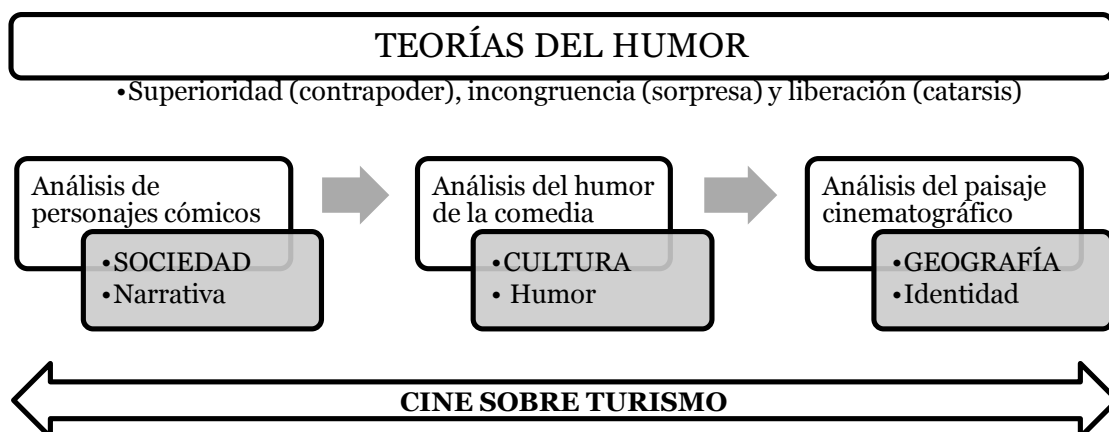 TEORÍAS DEL HUMOR
•Superioridad (contrapoder), incongruencia (sorpresa) y liberación (catarsis)
Análisis de
personajes cómicos
•SOCIEDAD
•Narrativa
Análisis del humor
de la comedia
•CULTURA
• Humor
Análisis del paisaje
cinematográfico
•GEOGRAFÍA
•Identidad
CINE SOBRE TURISMO